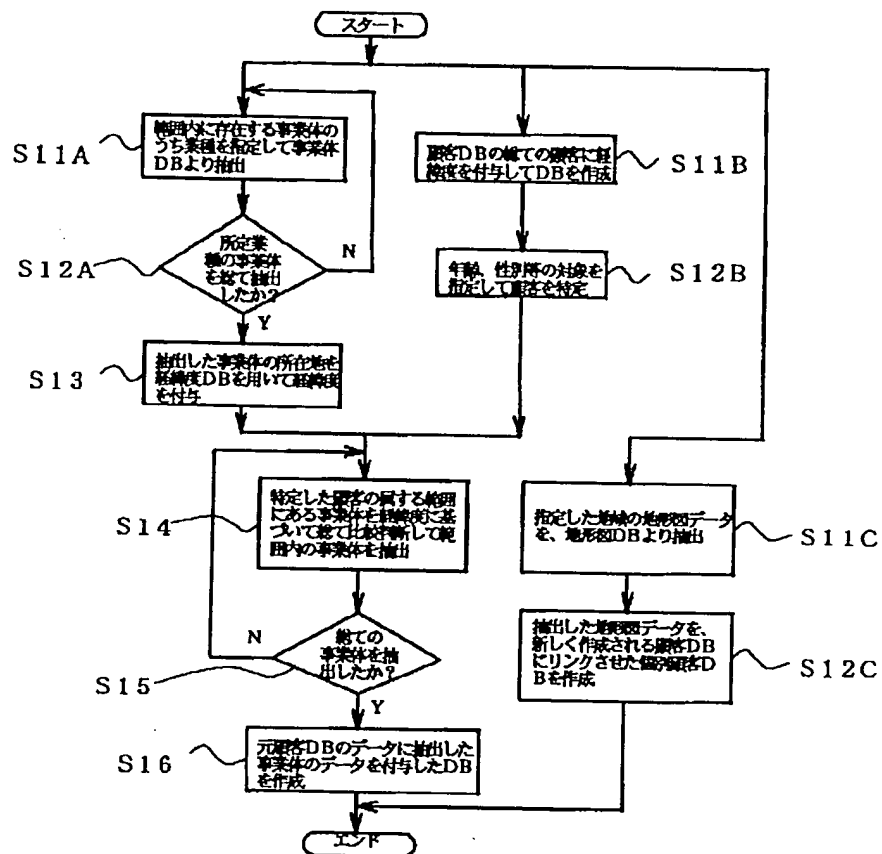 スタート
S11A
範囲内に存在する事業体の
うち業種を指定して事業体
DBより抽出
S12A
所定業
種の事業体
を総て抽出
したか?
N
Y
S13
抽出した事業体の所在地を
経緯度DBを用いて経緯度
を付与
顧客DBの総ての顧客に経
緯度を付与してDBを作成
S11B
年齢、性別等の対象を
指定して顧客を特定
S12B
S14
特定した顧客の属する範囲
にある事業体を経緯度に基
づいて総て比較判断して範
囲内の事業体を抽出
N
総ての
事業体を抽
出したか?
S15
Y
S16
元顧客DBのデータに抽出した
事業体のデータを付与したDB
を作成
指定した地域の地形図データ
を、地形図DBより抽出
S11C
抽出した地形図データを、
新しく作成される顧客DB
にリンクさせた個別顧客D
Bを作成
S12C
エンド